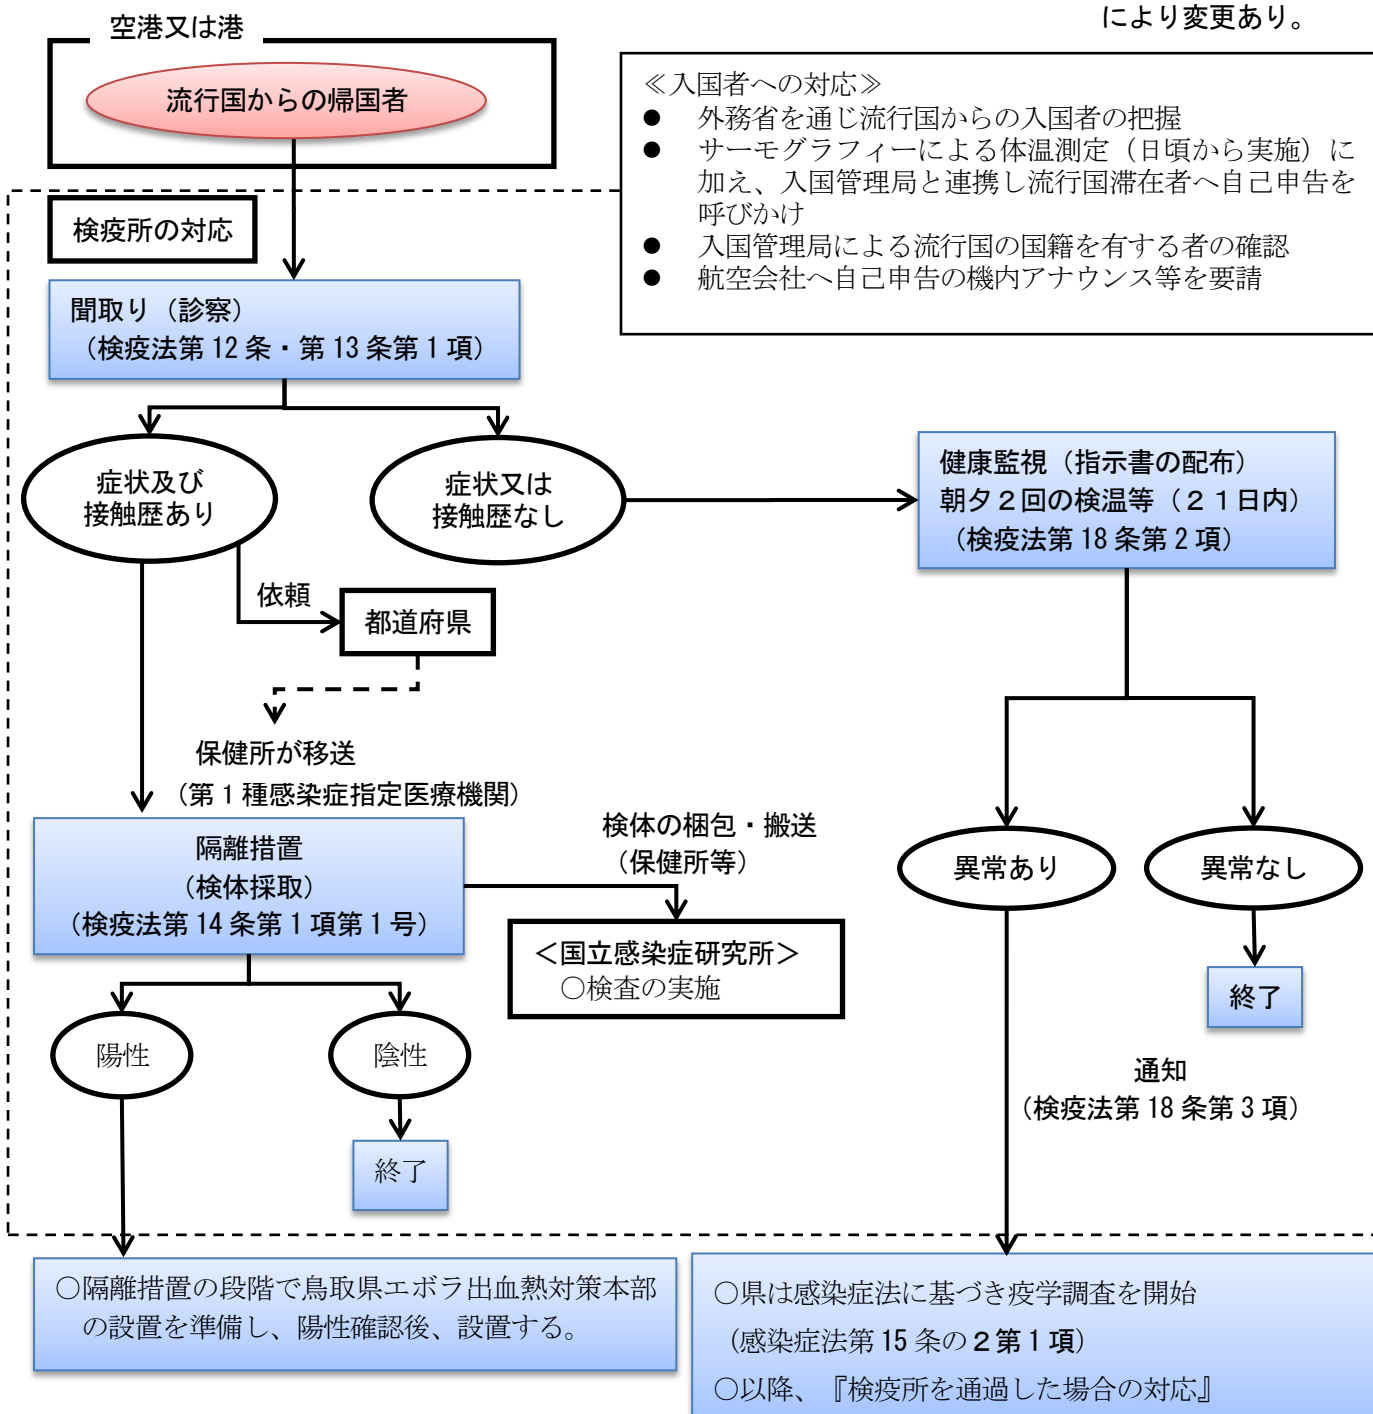 により変更あり。
空港又は港
流行国からの帰国者
≪入国者への対応≫
● 外務省を通じ流行国からの入国者の把握
● サーモグラフィーによる体温測定（日頃から実施）に
加え、入国管理局と連携し流行国滞在者へ自己申告を
呼びかけ
● 入国管理局による流行国の国籍を有する者の確認
● 航空会社へ自己申告の機内アナウンス等を要請
検疫所の対応
聞取り（診察）
（検疫法第12条・第13条第1項）
症状及び
接触歴あり
症状又は
接触歴なし
健康監視（指示書の配布）
朝夕２回の検温等（２１日内）
（検疫法第18条第2項）
依頼
都道府県
保健所が移送
（第1種感染症指定医療機関）
隔離措置
（検体採取）
（検疫法第14条第1項第1号）
検体の梱包・搬送
（保健所等）
＜国立感染症研究所＞
○検査の実施
異常あり
異常なし
終了
陽性
陰性
終了
通知
（検疫法第18条第3項）
○隔離措置の段階で鳥取県エボラ出血熱対策本部
の設置を準備し、陽性確認後、設置する。
○県は感染症法に基づき疫学調査を開始
（感染症法第15条の２第1項）
○以降、『検疫所を通過した場合の対応』